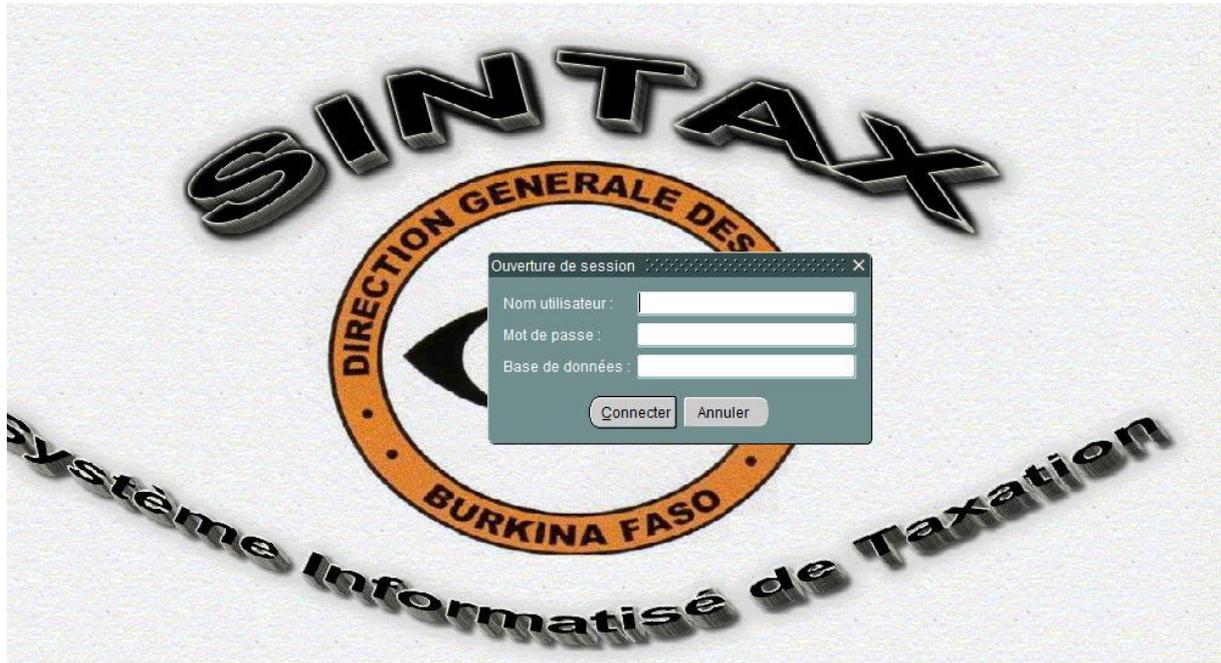 SINTAX
DIRECTION GENERALE DES
Ouverture de session
Nom utilisateur :
Mot de passe :
Base de données :
Connecter Annuler
BURKINA FASO
Système Informatisé de Taxation